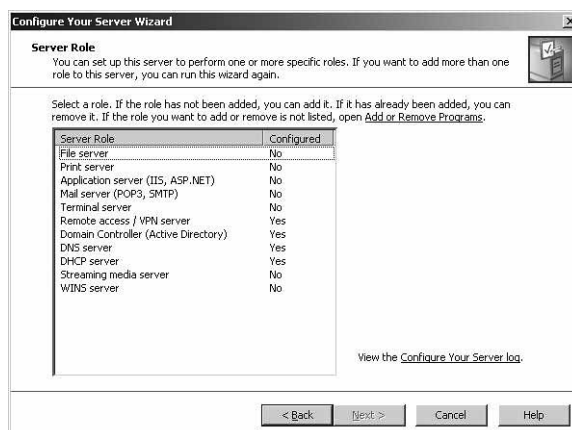 Configure Your Server Wizard
Server Role
You can set up this server to perform one or more specific roles. If you want to add more than one
role to this server, you can run this wizard again.
Select a role. If the role has not been added, you can add it. If it has already been added, you can
remove it. If the role you want to add or remove is not listed, open Add or Remove Programs.
Server Role Configured
File server No
Print server No
Application server (IIS, ASP.NET) No
Mail server (POP3, SMTP) No
Terminal server No
Remote access / VPN server Yes
Domain Controller (Active Directory) Yes
DNS server Yes
DHCP server Yes
Streaming media server No
WINS server No
View the Configure Your Server log.
< Back Next > Cancel Help